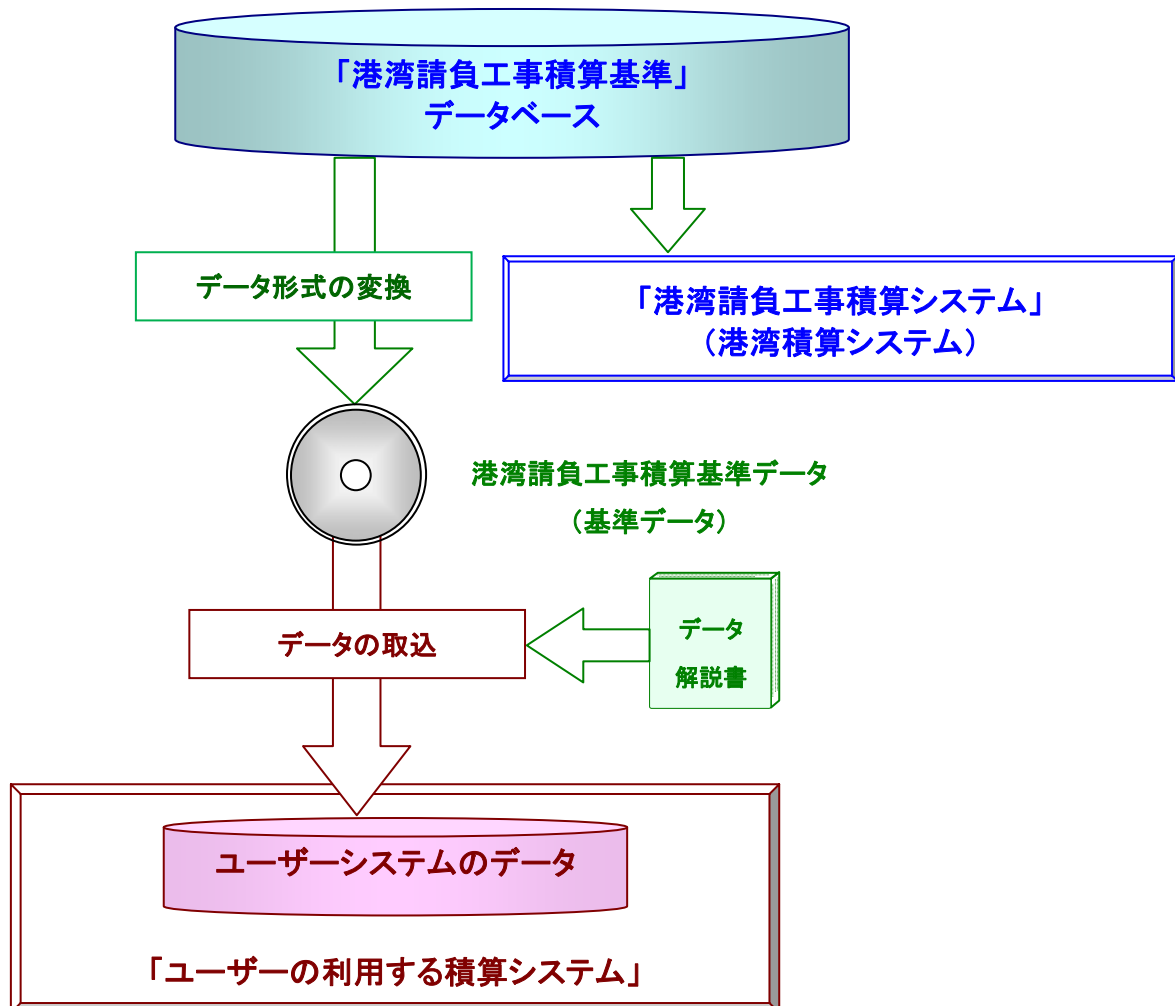 「港湾請負工事積算基準」
データベース
データ形式の変換
「港湾請負工事積算システム」
（港湾積算システム）
港湾請負工事積算基準データ
（基準データ）
データの取込
データ
解説書
ユーザーシステムのデータ
「ユーザーの利用する積算システム」